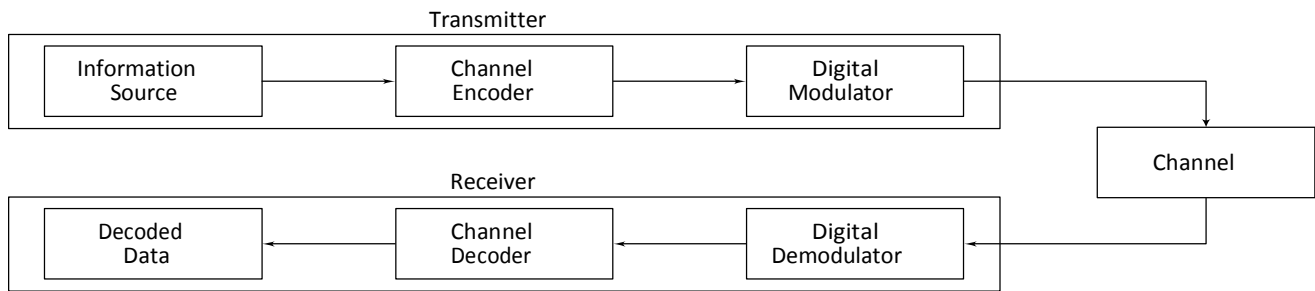 Transmitter
Information
Source
Channel
Encoder
Digital
Modulator
Channel
Receiver
Decoded
Data
Channel
Decoder
Digital
Demodulator